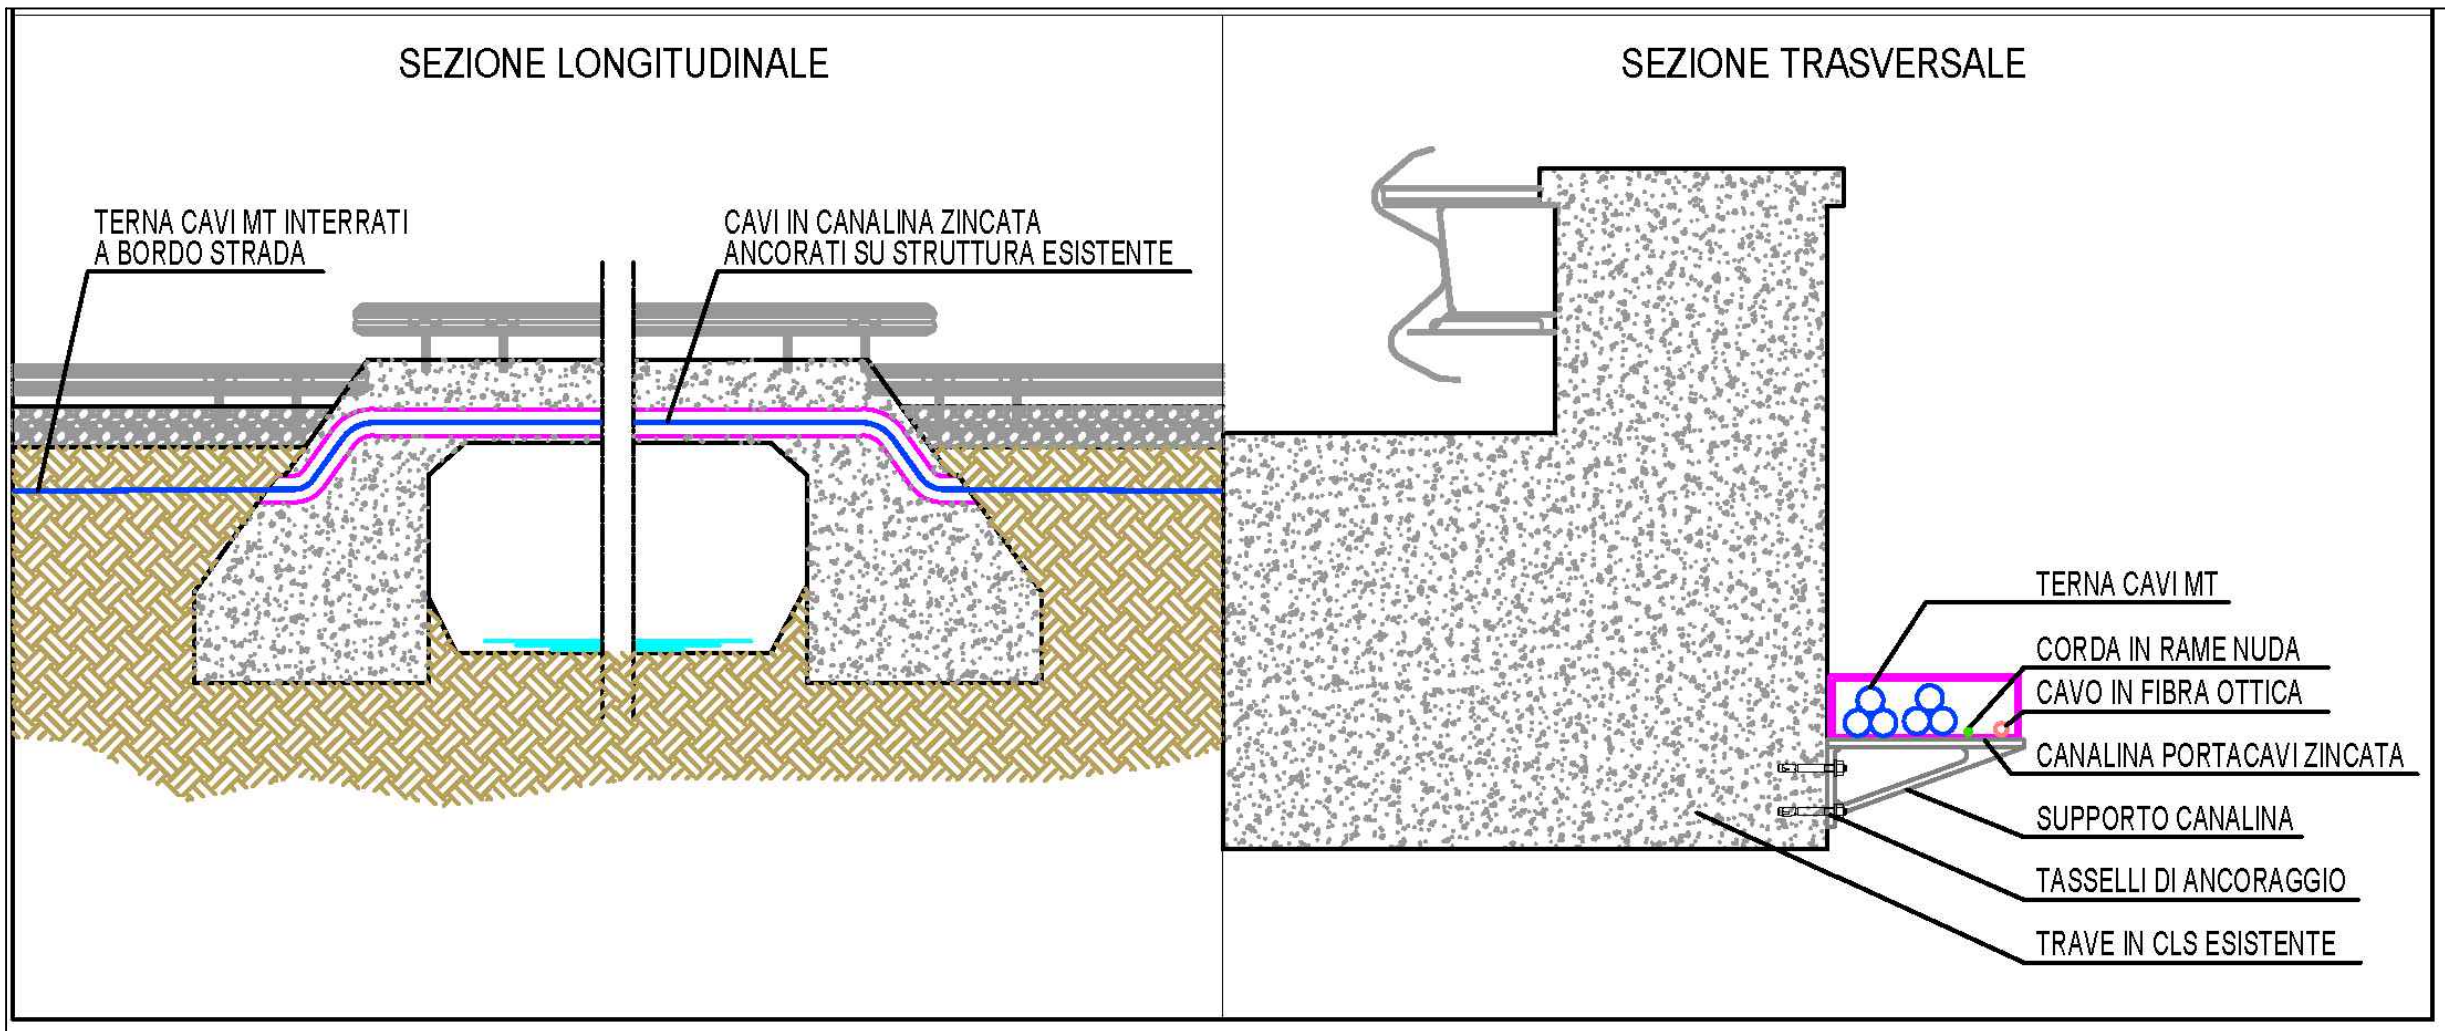 SEZIONE LONGITUDINALE
TERNA CAVI MT INTERRATI
A BORDO STRADA
CAVI IN CANALINA ZINCATA
ANCORATI SU STRUTTURA ESISTENTE
SEZIONE TRASVERSALE
TERNA CAVI MT
CORDA IN RAME NUDA
CAVO IN FIBRA OTTICA
CANALINA PORTACAVI ZINCATA
SUPPORTO CANALINA
TASSELLI DI ANCORAGGIO
TRAVE IN CLS ESISTENTE